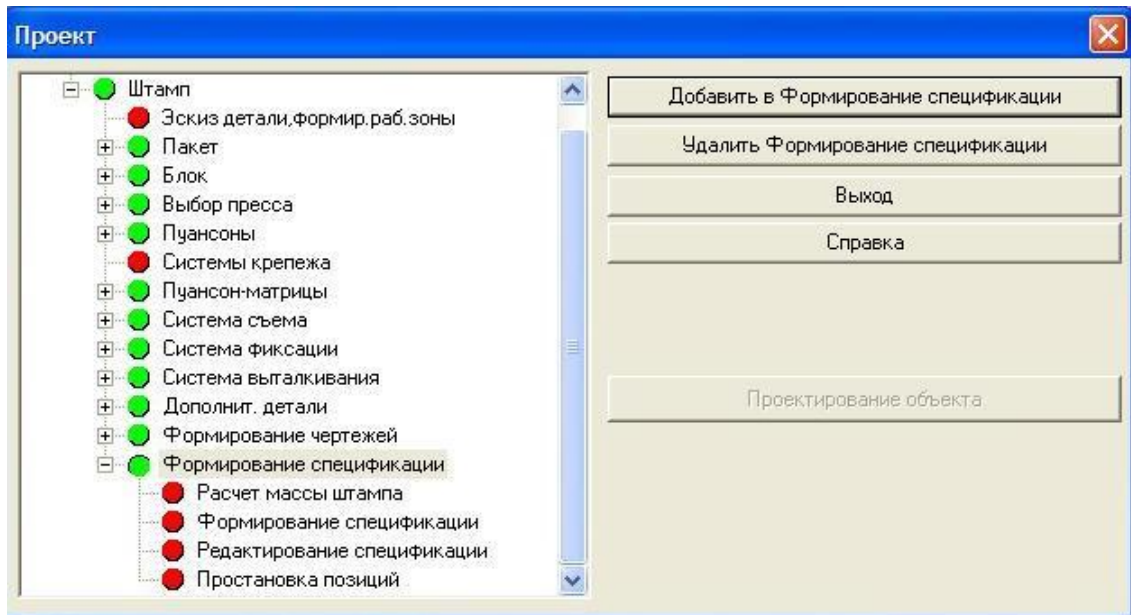 Проект
Штамп
Эскиз детали,формир.раб.зоны
Пакет
Блок
Выбор пресса
Пуансоны
Системы крепежа
Пуансон-матрицы
Система съема
Система фиксации
Система выталкивания
Дополнит. детали
Формирование чертежей
Формирование спецификации
Расчет массы штампа
Формирование спецификации
Редактирование спецификации
Простановка позиций
Добавить в Формирование спецификации
Удалить Формирование спецификации
Выход
Справка
Проектирование объекта